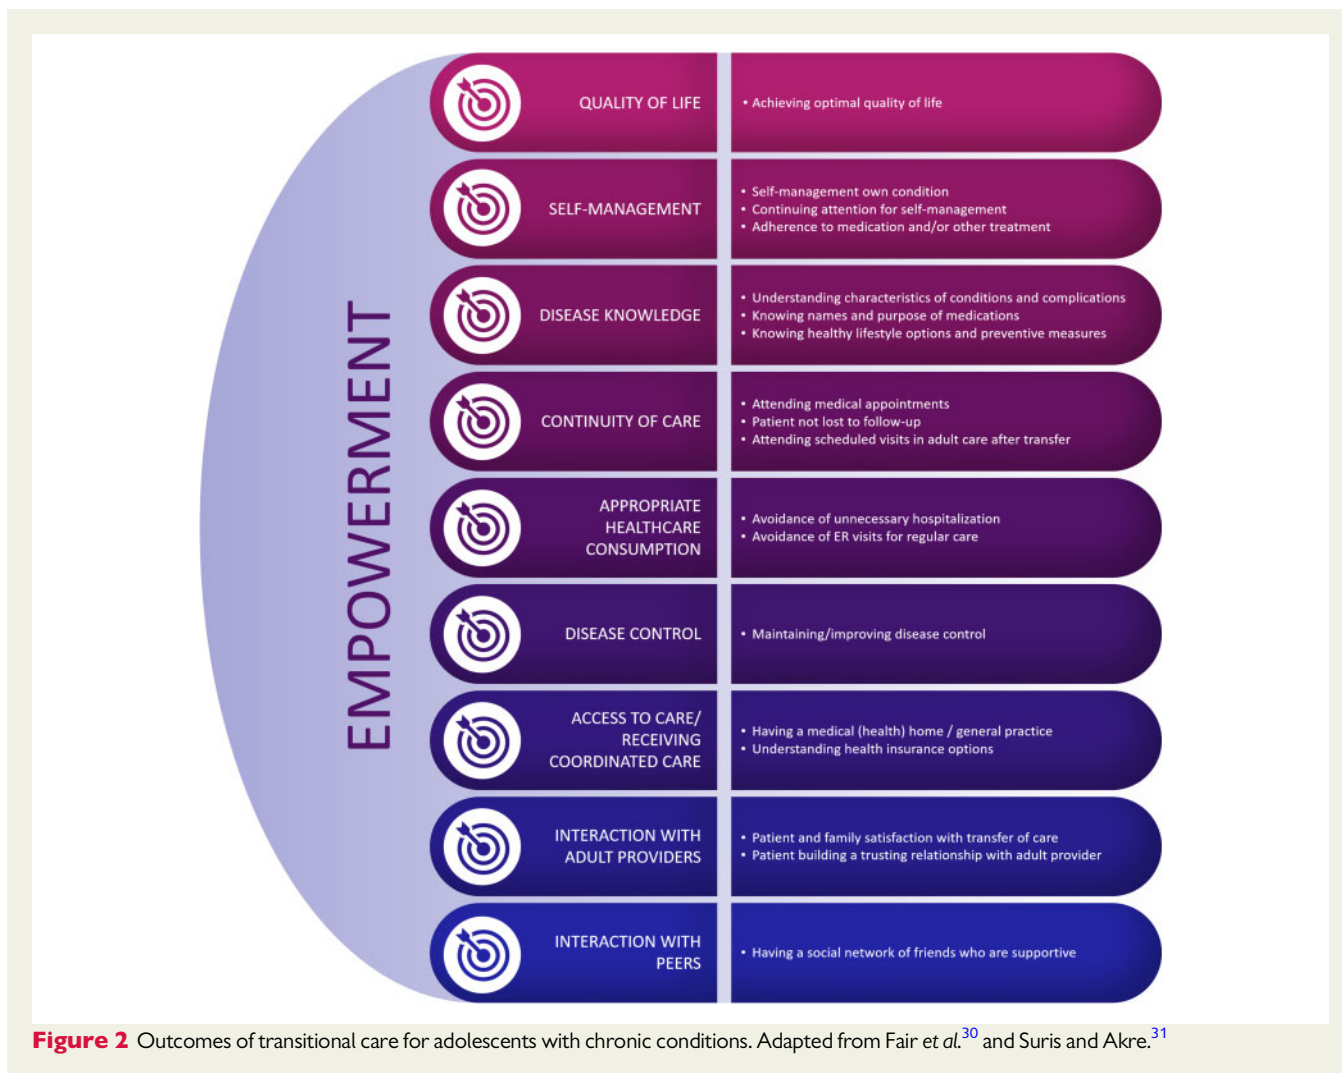 EMPOWERMENT
QUALITY OF LIFE
• Achieving optimal quality of life
SELF-MANAGEMENT
• Self-management own condition
• Continuing attention for self-management
• Adherence to medication and/or other treatment
DISEASE KNOWLEDGE
• Understanding characteristics of conditions and complications
• Knowing names and purpose of medications
• Knowing healthy lifestyle options and preventive measures
CONTINUITY OF CARE
• Attending medical appointments
• Patient not lost to follow-up
• Attending scheduled visits in adult care after transfer
APPROPRIATE
HEALTHCARE
CONSUMPTION
• Avoidance of unnecessary hospitalization
• Avoidance of ER visits for regular care
DISEASE CONTROL
• Maintaining/improving disease control
ACCESS TO CARE/
RECEIVING
COORDINATED CARE
• Having a medical (health) home / general practice
• Understanding health insurance options
INTERACTION WITH
ADULT PROVIDERS
• Patient and family satisfaction with transfer of care
• Patient building a trusting relationship with adult provider
INTERACTION WITH
PEERS
• Having a social network of friends who are supportive
Figure 2 Outcomes of transitional care for adolescents with chronic conditions. Adapted from Fair et al.30 and Suris and Akre.31